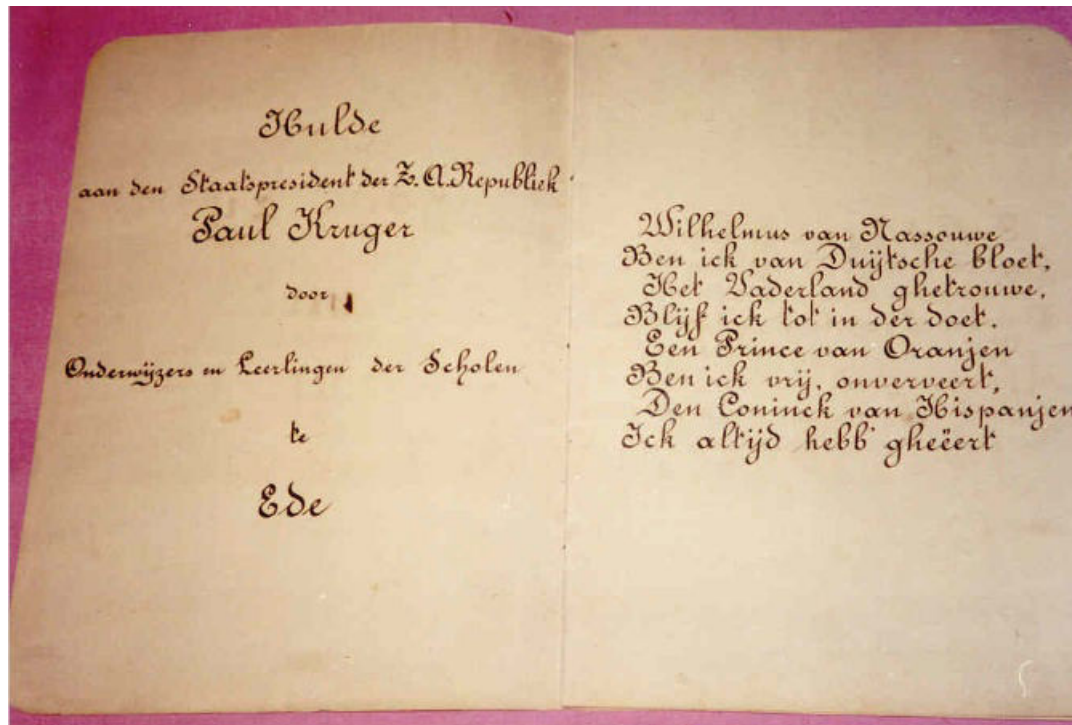 Hulde
aan den Staatspresident der Z. A. Republiek
Paul Kruger
door
Onderwijzers en Leerlingen der Scholen
te
Ede
Wilhelmus van Nassouwe
Ben ick van Duijtsche bloet,
Het Vaderland ghetrouwe,
Blijf ick tot in der doet.
Een Prince van Oranjen
Ben ick vrij, onverveert,
Den Coninck van Hispanjen
Ick altijd hebb' gheëert